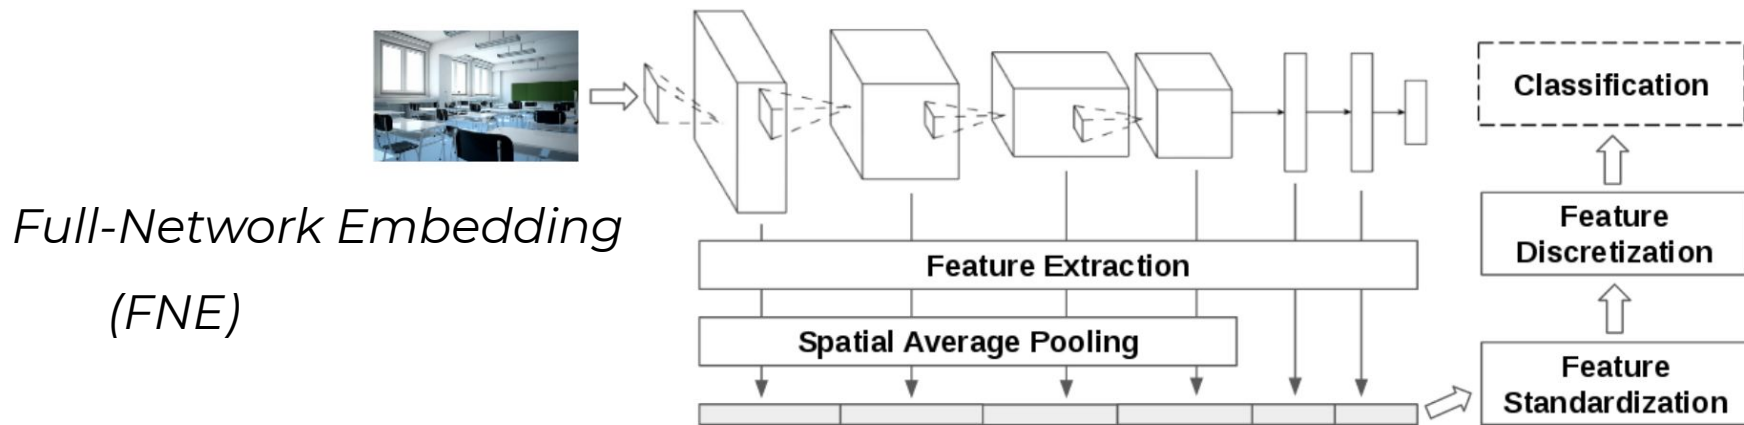 Full-Network Embedding
(FNE)
Feature Extraction
Spatial Average Pooling
Classification
Feature
Discretization
Feature
Standardization